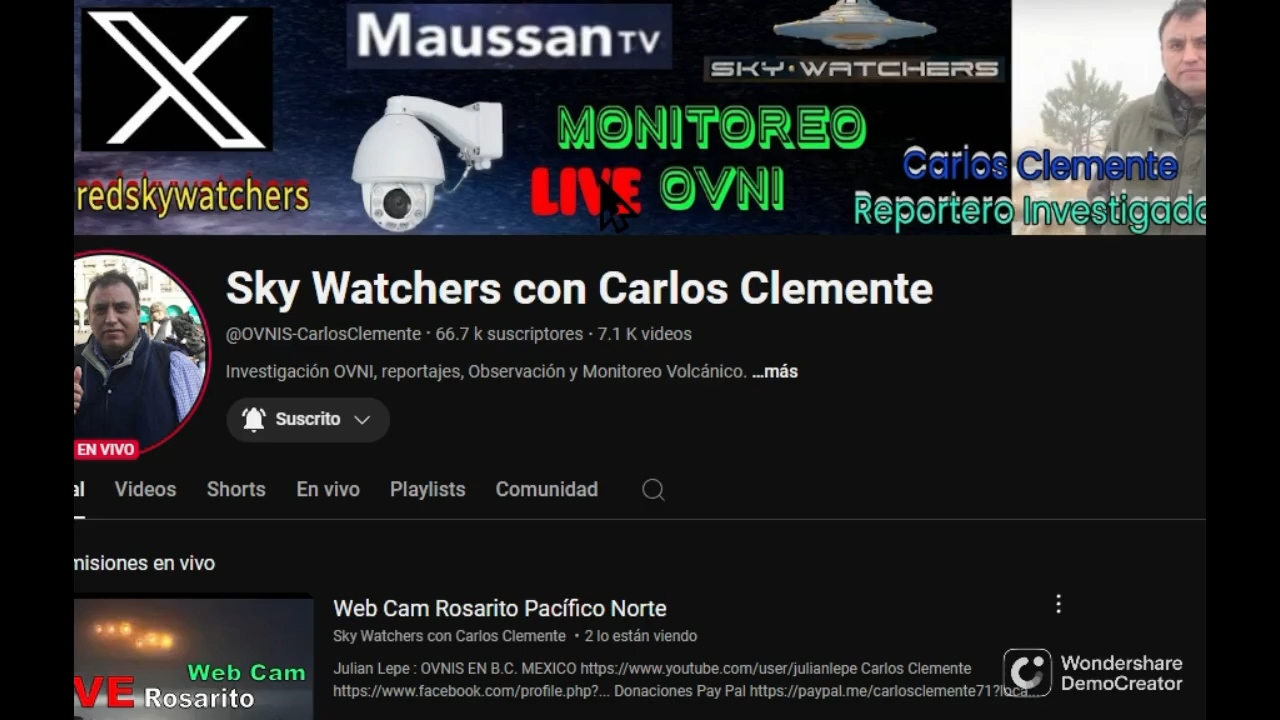 Maussan TV
SKY·WATCHERS
MONITOREO
LIVE OVNI
redskywatchers
Carlos Clemente
Reportero Investigado
Sky Watchers con Carlos Clemente
@OVNIS-CarlosClemente · 66.7 k suscriptores · 7.1 K videos
Investigación OVNI, reportajes, Observación y Monitoreo Volcánico. ...más
Suscrito
EN VIVO
al Videos Shorts En vivo Playlists Comunidad
misiones en vivo
Web Cam Rosarito Pacífico Norte
Sky Watchers con Carlos Clemente · 2 lo están viendo
Julian Lepe : OVNIS EN B.C. MEXICO https://www.youtube.com/user/julianlepe Carlos Clemente
https://www.facebook.com/profile.php?... Donaciones Pay Pal https://paypal.me/carlosclemente71?loca...
Web Cam
VE Rosarito
Wondershare
DemoCreator